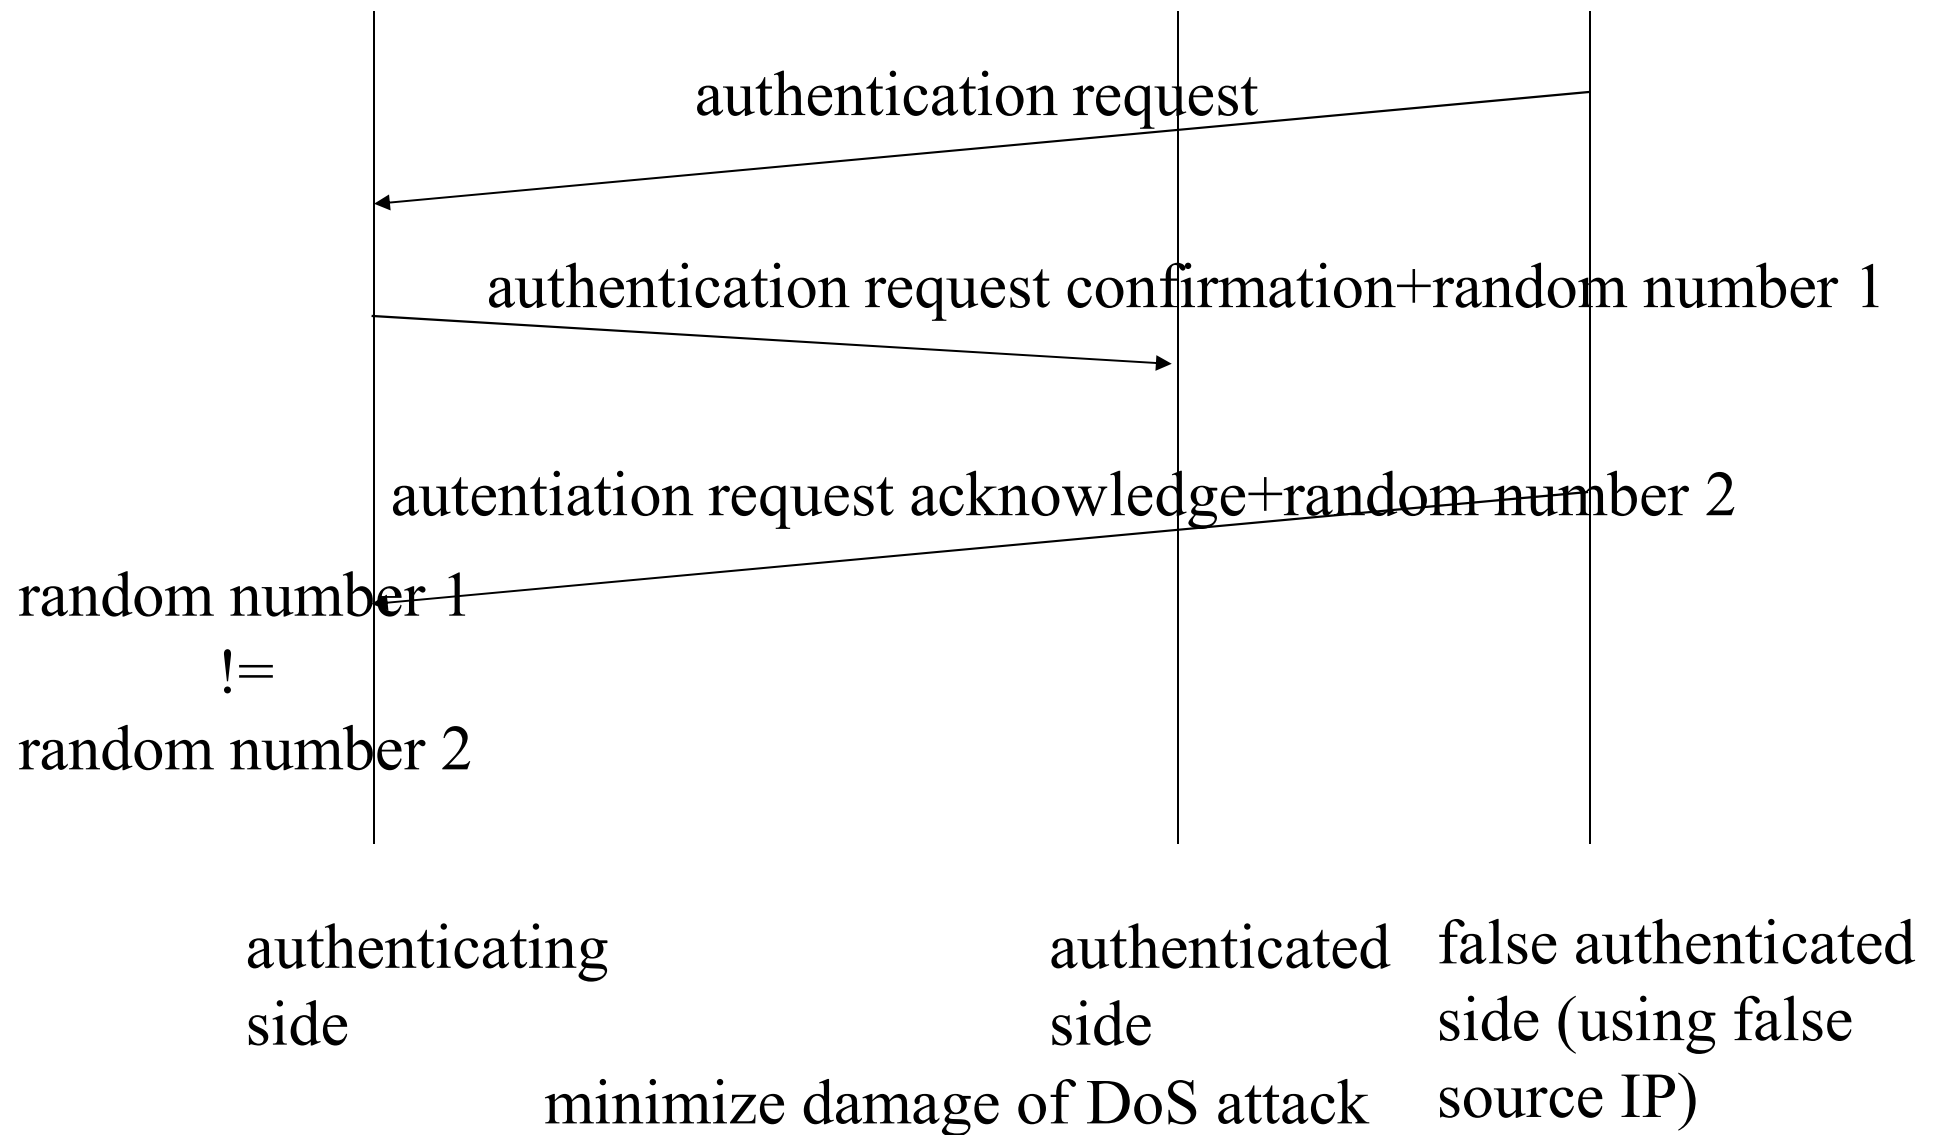 authentication request
authentication request confirmation+random number 1
autentiation request acknowledge+random number 2
random number 1
!=
random number 2
authenticating
side
authenticated
side
false authenticated
side (using false
source IP)
minimize damage of DoS attack